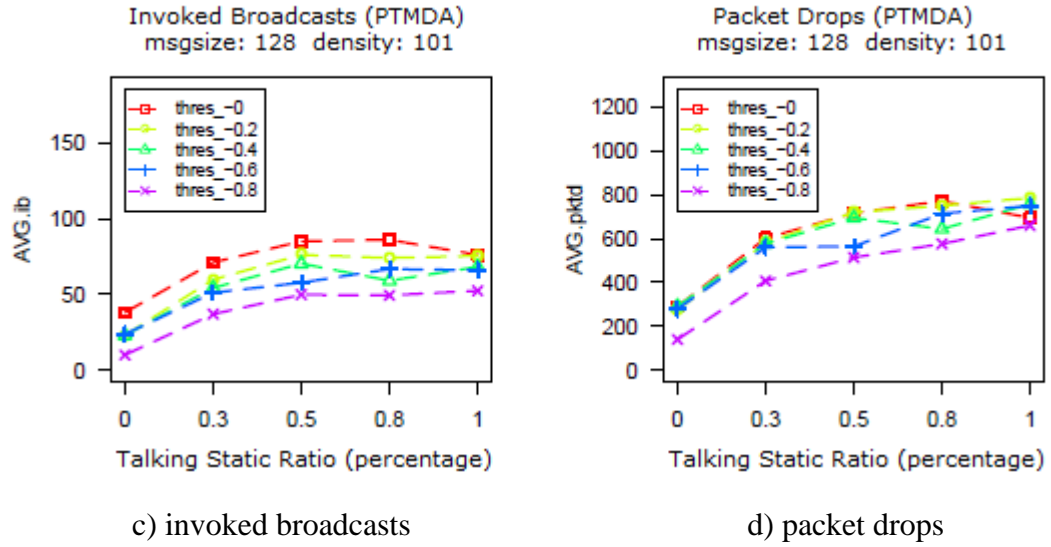 Invoked Broadcasts (PTMDA)
msgsize: 128 density: 101
AVG.ib
150
100
50
0
thres_-0
thres_-0.2
thres_-0.4
thres_-0.6
thres_-0.8
0 0.3 0.5 0.8 1
Talking Static Ratio (percentage)
c) invoked broadcasts
Packet Drops (PTMDA)
msgsize: 128 density: 101
AVG.pktd
1200
1000
800
600
400
200
0
thres_-0
thres_-0.2
thres_-0.4
thres_-0.6
thres_-0.8
0 0.3 0.5 0.8 1
Talking Static Ratio (percentage)
d) packet drops